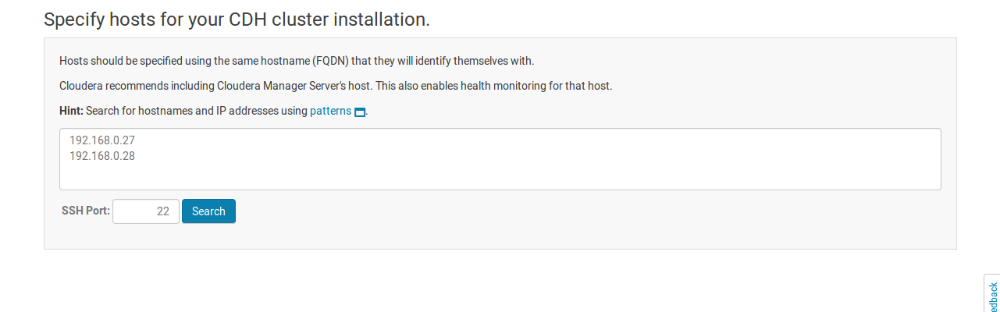 Specify hosts for your CDH cluster installation.
Hosts should be specified using the same hostname (FQDN) that they will identify themselves with.
Cloudera recommends including Cloudera Manager Server's host. This also enables health monitoring for that host.
Hint: Search for hostnames and IP addresses using patterns .
192.168.0.27
192.168.0.28
SSH Port: 22 Search
edback